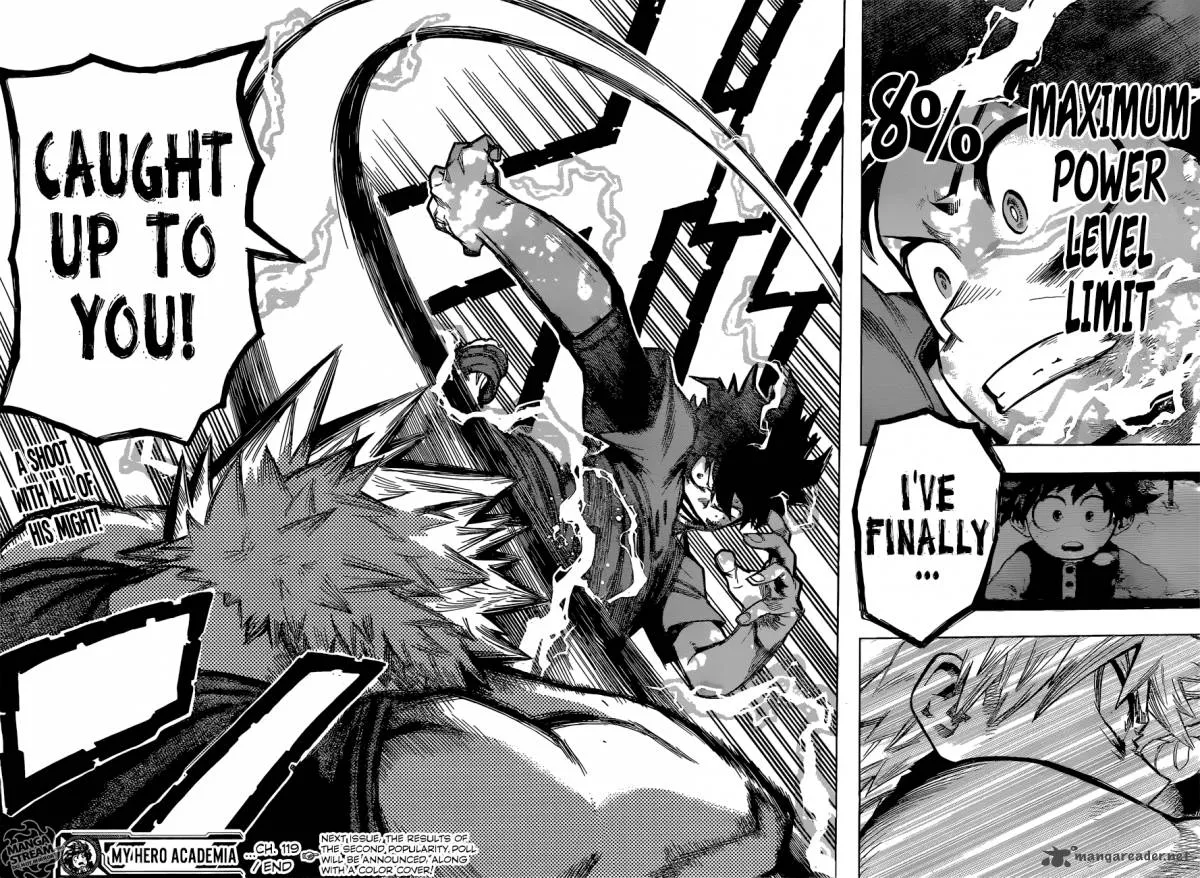 8%
MAXIMUM
POWER
LEVEL
LIMIT
I'VE
FINALLY
...
CAUGHT
UP TO
YOU!
A SHOOT
WITH ALL OF
HIS MIGHT!
MANGA
STREAM
MY HERO ACADEMIA
...CH. 119
/END
NEXT ISSUE, THE RESULTS OF
THE SECOND POPULARITY POLL
WILL BE ANNOUNCED, ALONG
WITH A COLOR COVER!
mangareader.net